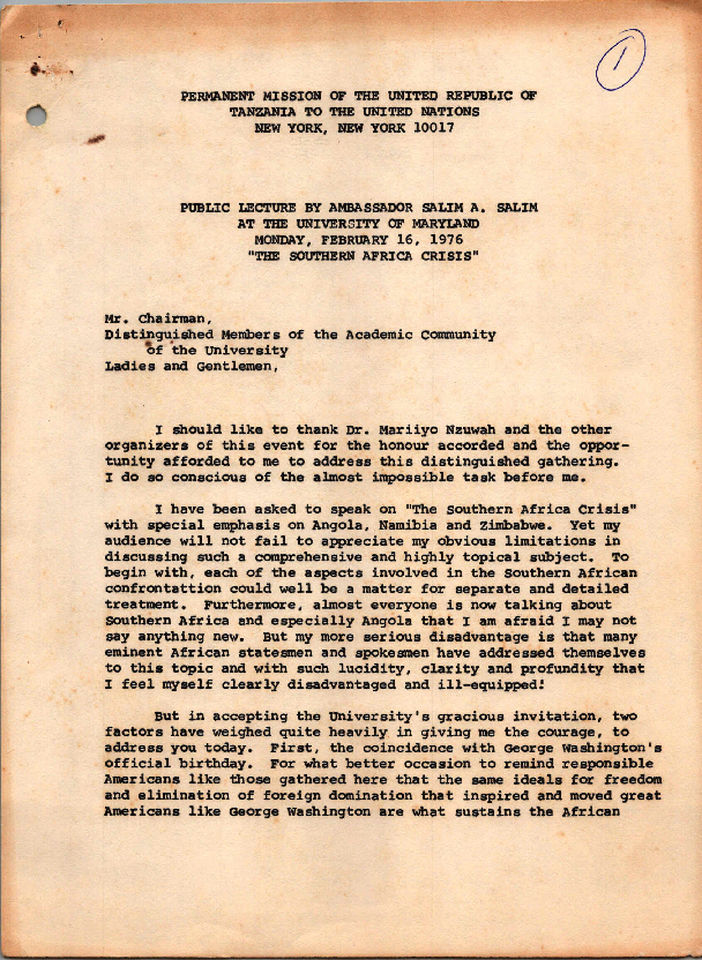 1
PERMANENT MISSION OF THE UNITED REPUBLIC OF
TANZANIA TO THE UNITED NATIONS
NEW YORK, NEW YORK 10017
PUBLIC LECTURE BY AMBASSADOR SALIM A. SALIM
AT THE UNIVERSITY OF MARYLAND
MONDAY, FEBRUARY 16, 1976
"THE SOUTHERN AFRICA CRISIS"
Mr. Chairman,
Distinguished Members of the Academic Community
of the University
Ladies and Gentlemen,
I should like to thank Dr. Mariiyo Nzuwah and the other
organizers of this event for the honour accorded and the oppor-
tunity afforded to me to address this distinguished gathering.
I do so conscious of the almost impossible task before me.
I have been asked to speak on "The Southern Africa Crisis"
with special emphasis on Angola, Namibia and Zimbabwe. Yet my
audience will not fail to appreciate my obvious limitations in
discussing such a comprehensive and highly topical subject. To
begin with, each of the aspects involved in the Southern African
confrontattion could well be a matter for separate and detailed
treatment. Furthermore, almost everyone is now talking about
Southern Africa and especially Angola that I am afraid I may not
say anything new. But my more serious disadvantage is that many
eminent African statesmen and spokesmen have addressed themselves
to this topic and with such lucidity, clarity and profundity that
I feel myself clearly disadvantaged and ill-equipped!
But in accepting the University's gracious invitation, two
factors have weighed quite heavily in giving me the courage, to
address you today. First, the coincidence with George Washington's
official birthday. For what better occasion to remind responsible
Americans like those gathered here that the same ideals for freedom
and elimination of foreign domination that inspired and moved great
Americans like George Washington are what sustains the African